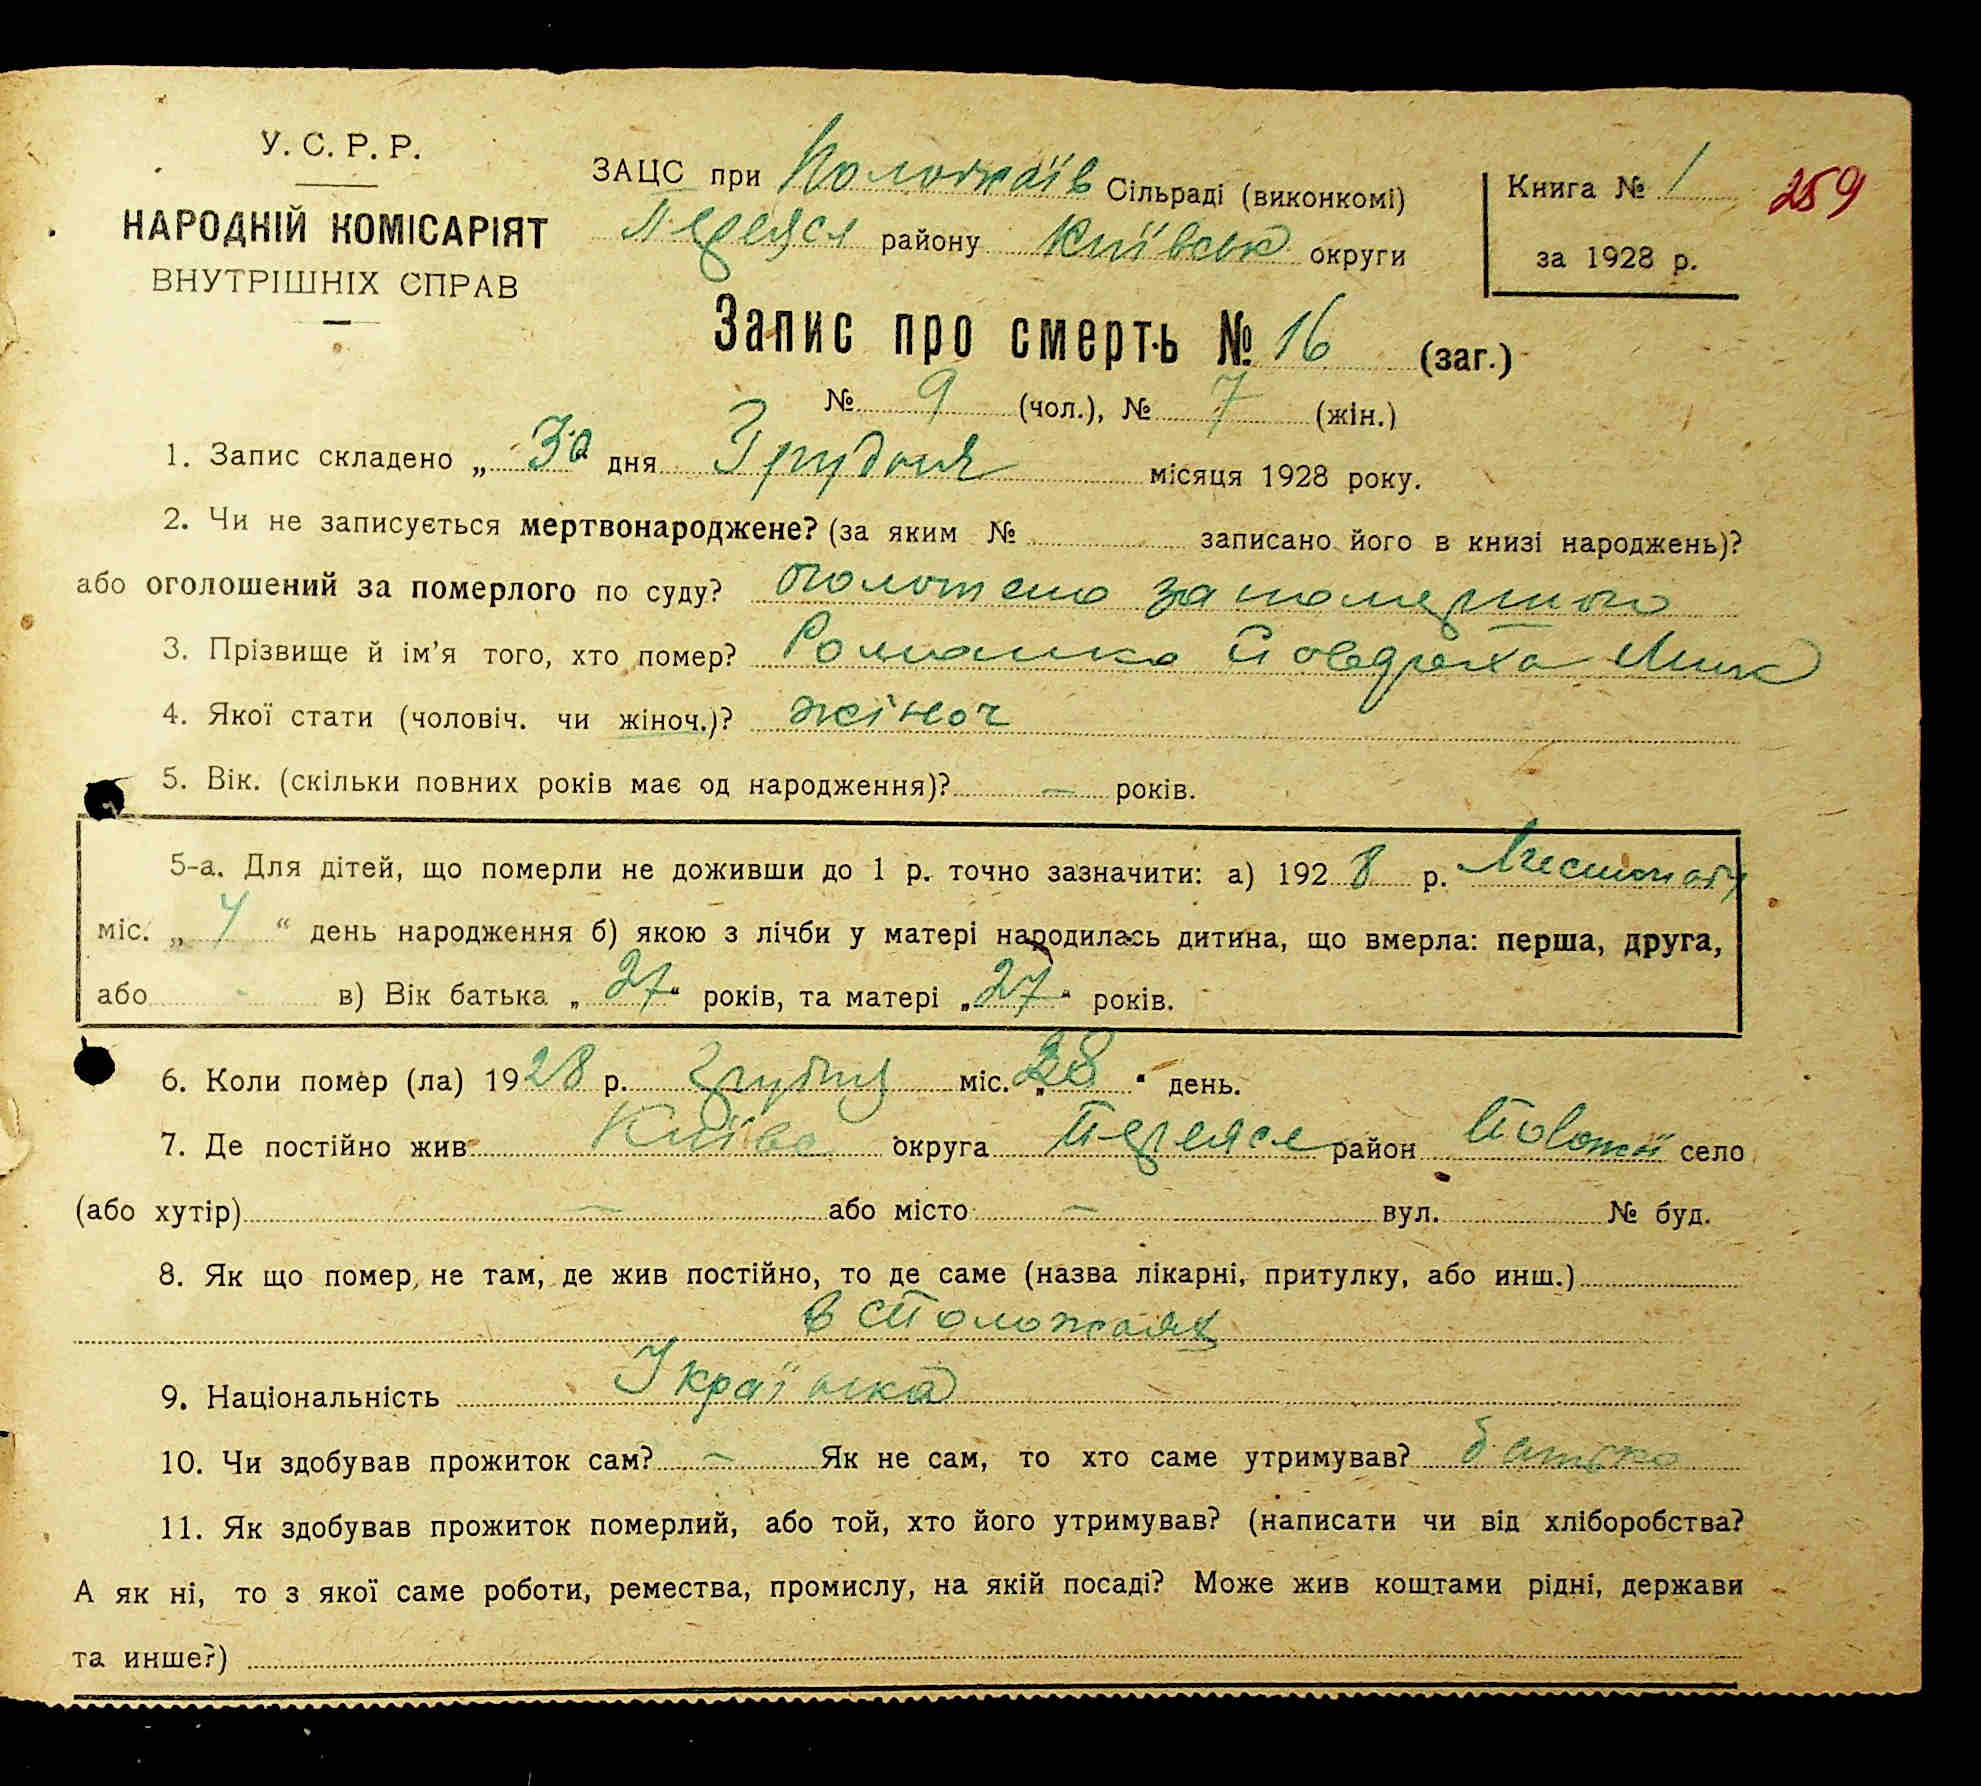 У. С. Р. Р.
НАРОДНІЙ КОМІСАРІЯТ
ВНУТРІШНІХ СПРАВ
ЗАЦС при Положаїв Сільраді (виконкомі)
Переясл району Київськ округи
Книга № 1
за 1928 р.
259
Запис про смерть № 16 (заг.)
№ 9 (чол.), № 7 (жін.)
1. Запис складено „30 дня Грудня місяця 1928 року.
2. Чи не записується мертвонароджене? (за яким № записано його в книзі народжень)?
або оголошений за померлого по суду? оголошено за помершого
3. Прізвище й ім’я того, хто помер? Ромашка
4. Якої стати (чоловіч. чи жіноч.)? жіноч
5. Вік. (скільки повних років має од народження)? — років.
5-а. Для дітей, що померли не доживши до 1 р. точно зазначити: а) 1928 р.
міс. „ “ день народження б) якою з лічби у матері народилась дитина, що вмерла: перша, друга,
або - в) Вік батька „27“ років, та матері „27“ років.
6. Коли помер (ла) 1928 р. Грудня міс. „28“ день.
7. Де постійно жив Київс округа Переясл район село
(або хутір) — або місто — вул. № буд.
8. Як що помер, не там, де жив постійно, то де саме (назва лікарні, притулку, або инш.)
в
9. Національність Українка
10. Чи здобував прожиток сам? — Як не сам, то хто саме утримував? батько
11. Як здобував прожиток померлий, або той, хто його утримував? (написати чи від хліборобства?
А як ні, то з якої саме роботи, ремества, промислу, на якій посаді? Може жив коштами рідні, держави
та инше?)